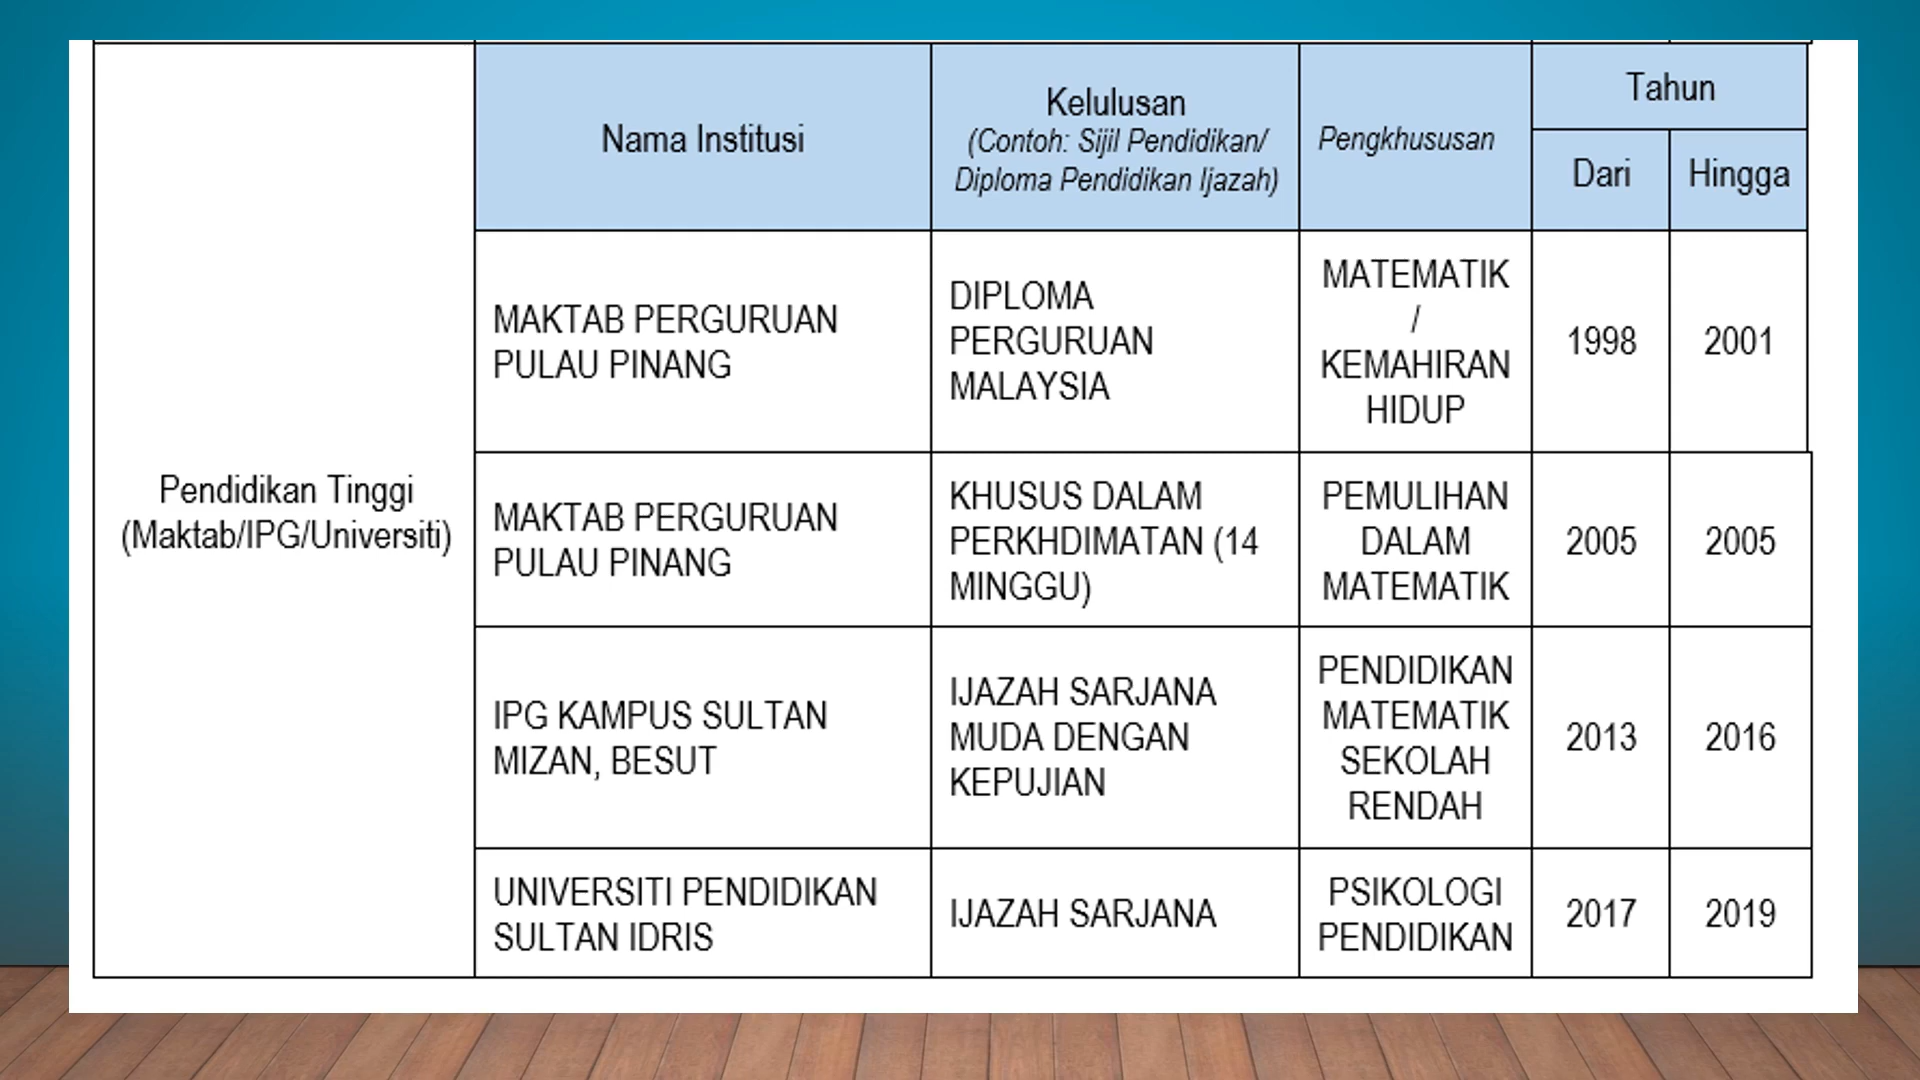 Pendidikan Tinggi
(Maktab/IPG/Universiti)
Nama Institusi
Kelulusan
(Contoh: Sijil Pendidikan/
Diploma Pendidikan Ijazah)
Pengkhususan
Tahun
Dari
Hingga
MAKTAB PERGURUAN
PULAU PINANG
DIPLOMA
PERGURUAN
MALAYSIA
MATEMATIK
/
KEMAHIRAN
HIDUP
1998
2001
MAKTAB PERGURUAN
PULAU PINANG
KHUSUS DALAM
PERKHDIMATAN (14
MINGGU)
PEMULIHAN
DALAM
MATEMATIK
2005
2005
IPG KAMPUS SULTAN
MIZAN, BESUT
IJAZAH SARJANA
MUDA DENGAN
KEPUJIAN
PENDIDIKAN
MATEMATIK
SEKOLAH
RENDAH
2013
2016
UNIVERSITI PENDIDIKAN
SULTAN IDRIS
IJAZAH SARJANA
PSIKOLOGI
PENDIDIKAN
2017
2019